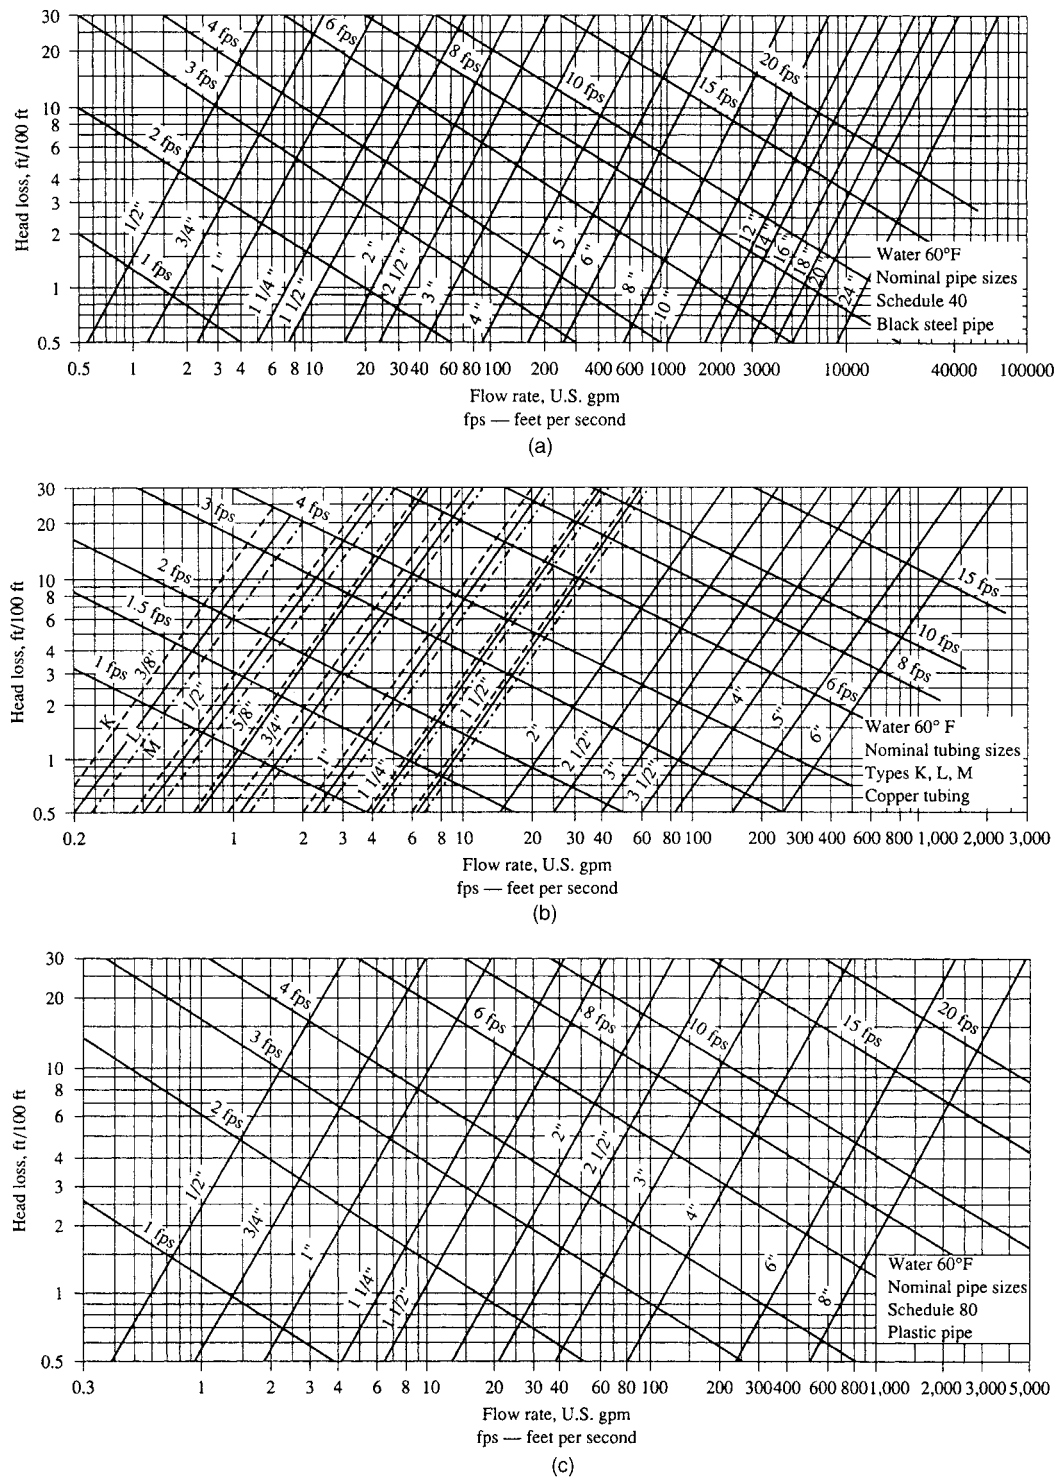 30
20
10
8
6
4
3
2
1
0.5
Head loss, ft/100 ft
1 fps
2 fps
3 fps
4 fps
6 fps
8 fps
10 fps
15 fps
20 fps
1/2"
3/4"
1"
1 1/4"
1 1/2"
2"
2 1/2"
3"
4"
5"
6"
8"
10"
12"
14"
16"
18"
20"
24"
Water 60°F
Nominal pipe sizes
Schedule 40
Black steel pipe
0.5 1 2 3 4 6 8 10 20 30 40 60 80 100 200 400 600 1000 2000 3000 10000 40000 100000
Flow rate, U.S. gpm
fps — feet per second
(a)
30
20
10
8
6
4
3
2
1
0.5
Head loss, ft/100 ft
1 fps
1.5 fps
2 fps
3 fps
4 fps
6 fps
8 fps
10 fps
15 fps
K
L
M
3/8"
1/2"
5/8"
3/4"
1"
1 1/4"
1 1/2"
2"
2 1/2"
3"
3 1/2"
4"
5"
6"
Water 60° F
Nominal tubing sizes
Types K, L, M
Copper tubing
0.2 1 2 3 4 6 8 10 20 30 40 60 80 100 200 300 400 600 800 1,000 2,000 3,000
Flow rate, U.S. gpm
fps — feet per second
(b)
30
20
10
8
6
4
3
2
1
0.5
Head loss, ft/100 ft
1 fps
2 fps
3 fps
4 fps
6 fps
8 fps
10 fps
15 fps
20 fps
1/2"
3/4"
1"
1 1/4"
1 1/2"
2"
2 1/2"
3"
4"
6"
8"
Water 60°F
Nominal pipe sizes
Schedule 80
Plastic pipe
0.3 1 2 3 4 6 8 10 20 40 60 80 100 200 300 400 600 800 1,000 2,000 3,000 5,000
Flow rate, U.S. gpm
fps — feet per second
(c)